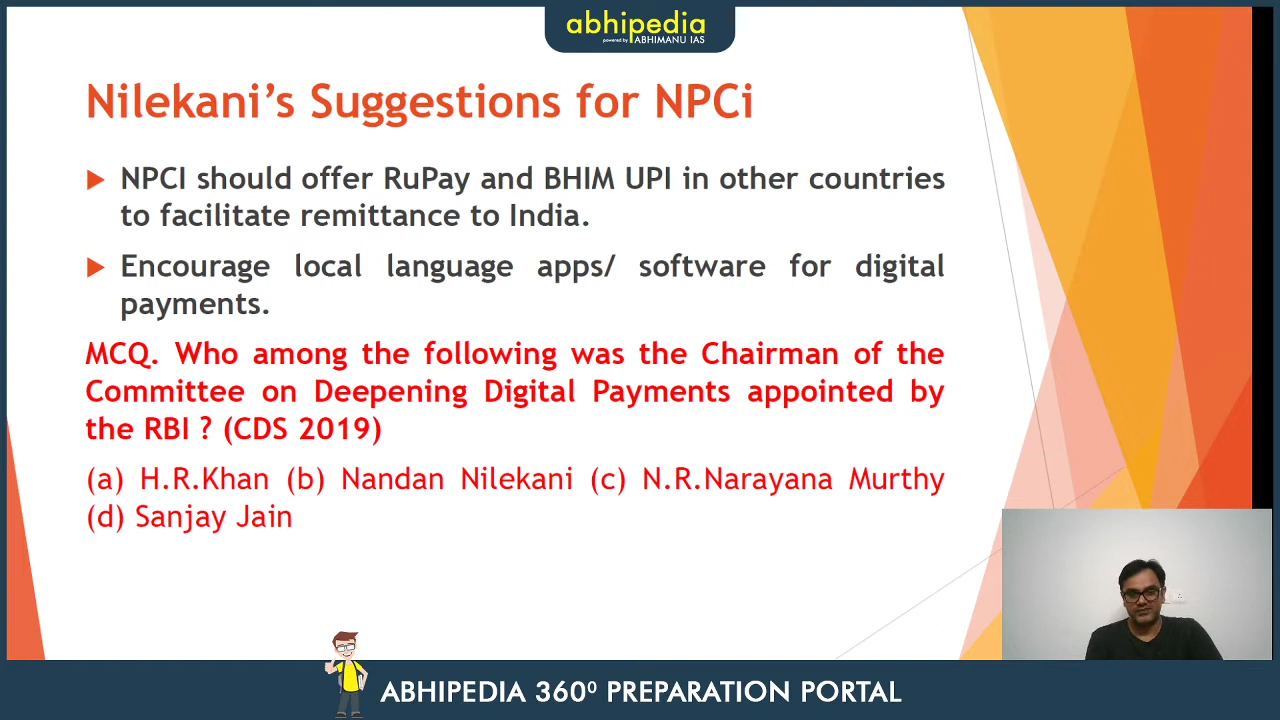 abhipedia
powered by ABHIMANU IAS
Nilekani's Suggestions for NPCi
NPCI should offer RuPay and BHIM UPI in other countries
to facilitate remittance to India.
Encourage local language apps/ software for digital
payments.
MCQ. Who among the following was the Chairman of the
Committee on Deepening Digital Payments appointed by
the RBI ? (CDS 2019)
(a) H.R.Khan (b) Nandan Nilekani (c) N.R.Narayana Murthy
(d) Sanjay Jain
ABHIPEDIA 360⁰ PREPARATION PORTAL